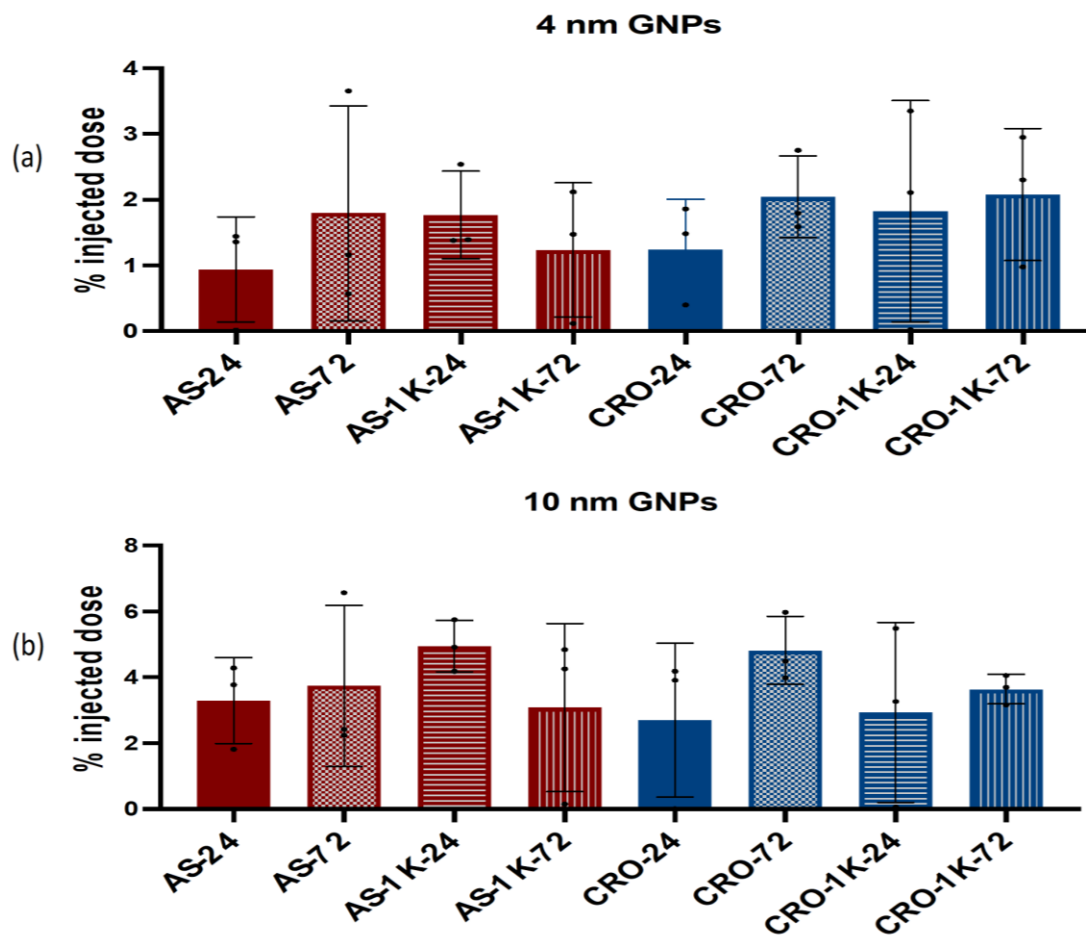 4 nm GNPs
(a)
% injected dose
4
3
2
1
0
AS-24
AS-72
AS-1K-24
AS-1K-72
CRO-24
CRO-72
CRO-1K-24
CRO-1K-72
10 nm GNPs
(b)
% injected dose
8
6
4
2
0
AS-24
AS-72
AS-1K-24
AS-1K-72
CRO-24
CRO-72
CRO-1K-24
CRO-1K-72